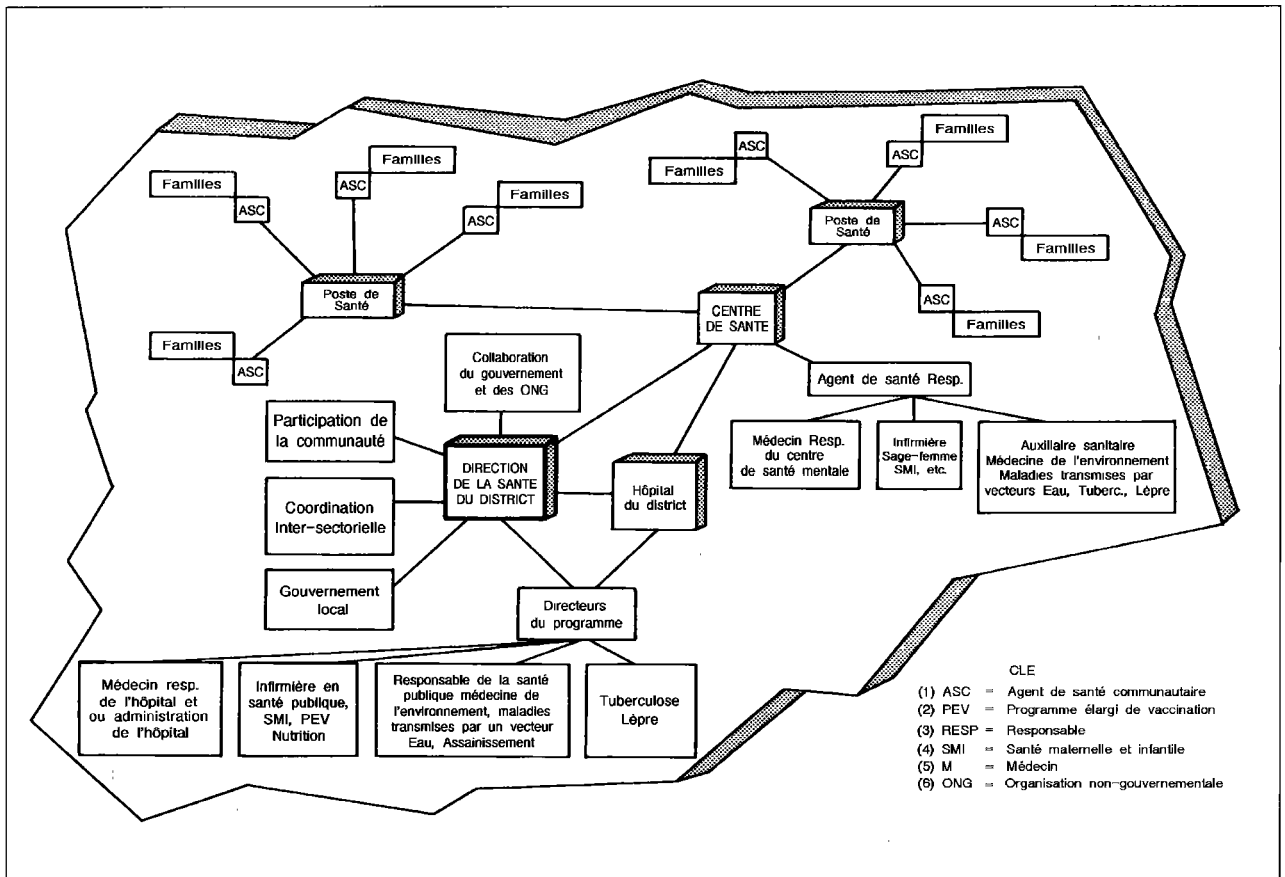 Familles
ASC
Familles
ASC
Familles
ASC
Familles
ASC
Poste de
Santé
Familles
ASC
Familles
ASC
Familles
ASC
Familles
ASC
Familles
Poste de
Santé
CENTRE
DE SANTE
Collaboration
du gouvernement
et des ONG
Participation de
la communauté
DIRECTION
DE LA SANTE
DU DISTRICT
Hôpital
du district
Coordination
Inter-sectorielle
Gouvernement
local
Agent de santé Resp.
Médecin Resp.
du centre
de santé mentale
Infirmière
Sage-femme
SMI, etc.
Auxiliaire sanitaire
Médecine de l'environnement
Maladies transmises par
vecteurs Eau, Tuberc., Lèpre
Directeurs
du programme
Médecin resp.
de l'hôpital et
ou administration
de l'hôpital
Infirmière en
santé publique,
SMI, PEV
Nutrition
Responsable de la santé
publique médecine de
l'environnement, maladies
transmises par un vecteur
Eau, Assainissement
Tuberculose
Lèpre
CLE
(1) ASC = Agent de santé communautaire
(2) PEV = Programme élargi de vaccination
(3) RESP = Responsable
(4) SMI = Santé maternelle et infantile
(5) M = Médecin
(6) ONG = Organisation non-gouvernementale